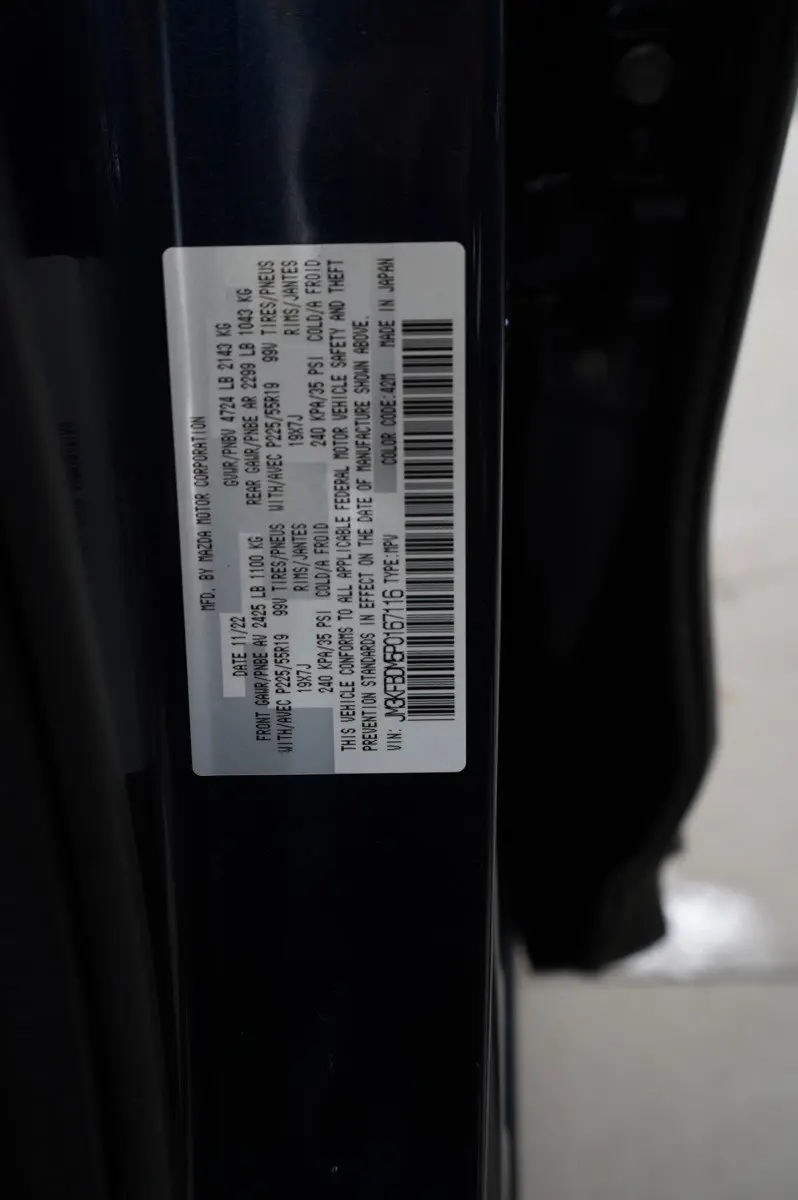 MFD. BY MAZDA MOTOR CORPORATION
DATE 11/22 GVWR/PNBV 4724 LB 2143 KG
FRONT GAWR/PNBE AV 2425 LB 1100 KG REAR GAWR/PNBE AR 2299 LB 1043 KG
WITH/AVEC P225/55R19 99V TIRES/PNEUS WITH/AVEC P225/55R19 99V TIRES/PNEUS
19X7J RIMS/JANTES 19X7J RIMS/JANTES
240 KPA/35 PSI COLD/A FROID 240 KPA/35 PSI COLD/A FROID
THIS VEHICLE CONFORMS TO ALL APPLICABLE FEDERAL MOTOR VEHICLE SAFETY AND THEFT
PREVENTION STANDARDS IN EFFECT ON THE DATE OF MANUFACTURE SHOWN ABOVE.
VIN: JM3KFBDM5P0167116 TYPE:MPV COLOR CODE:42M MADE IN JAPAN